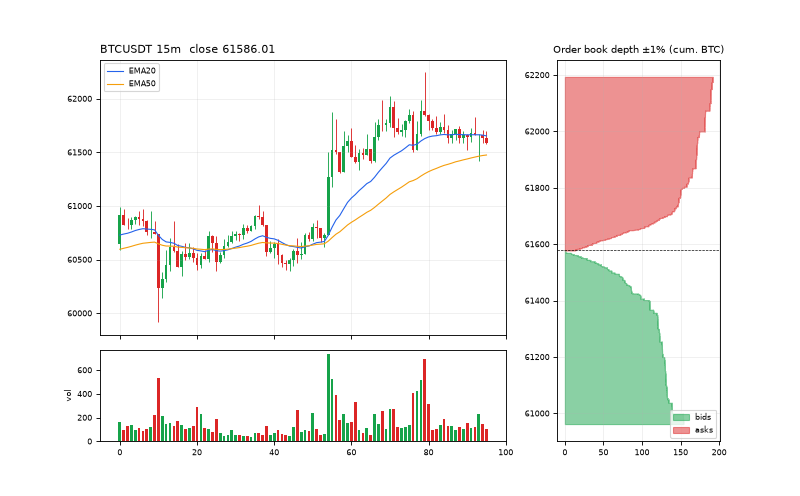 BTCUSDT 15m  close 61586.01
EMA20
EMA50
62000
61500
61000
60500
60000
vol
600
400
200
0
0 20 40 60 80 100
Order book depth ±1% (cum. BTC)
62200
62000
61800
61600
61400
61200
61000
bids
asks
0 50 100 150 200